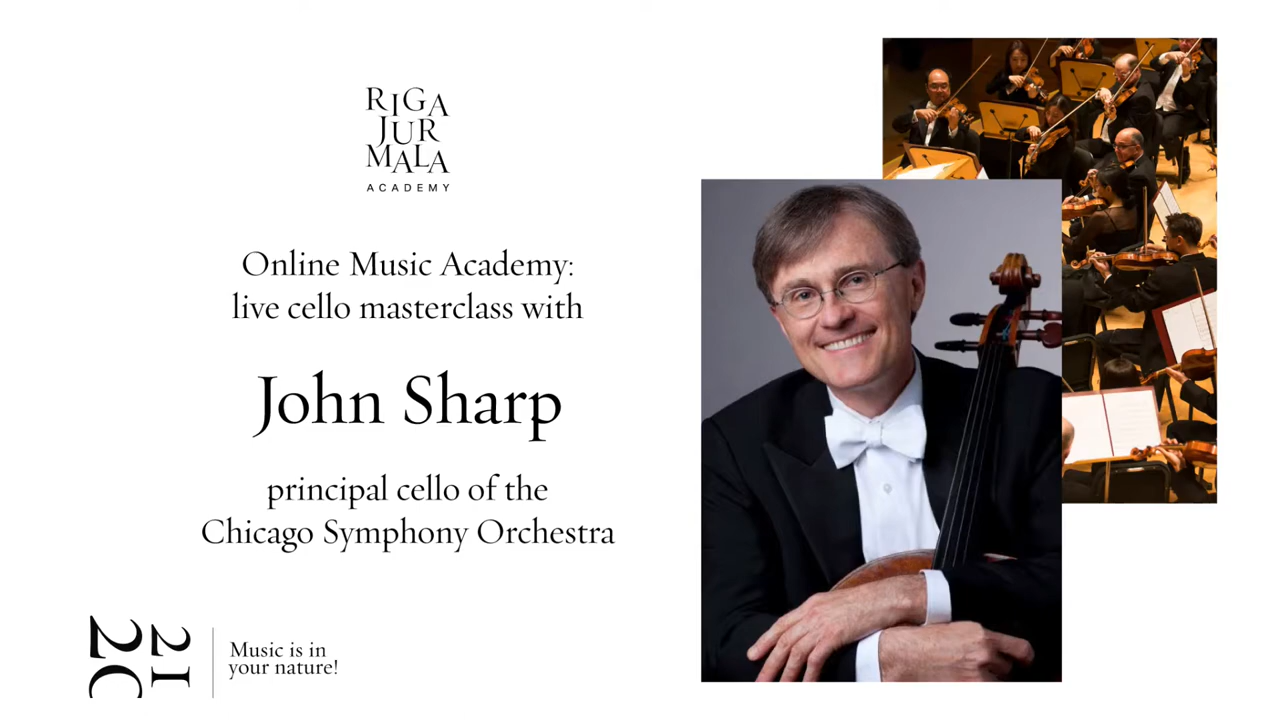 RIGA
JUR
MALA
ACADEMY
Online Music Academy:
live cello masterclass with
John Sharp
principal cello of the
Chicago Symphony Orchestra
20
21
Music is in
your nature!